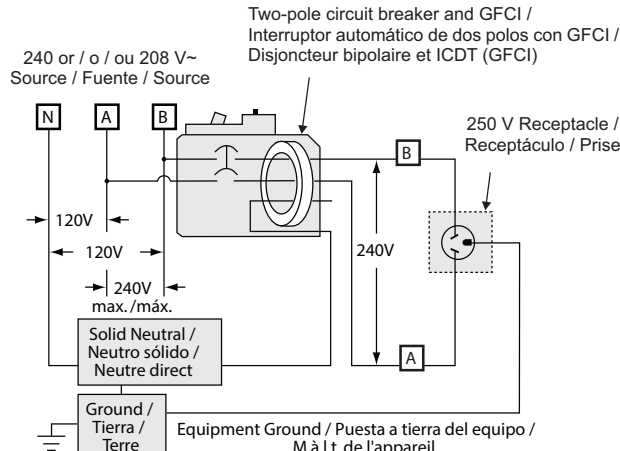 Two-pole circuit breaker and GFCI /
Interruptor automático de dos polos con GFCI /
Disjoncteur bipolaire et ICDT (GFCI)
240 or / o / ou 208 V~
Source / Fuente / Source
N
A
B
250 V Receptacle /
Receptáculo / Prise
B
120V
120V
240V
240V
max./máx.
A
Solid Neutral /
Neutro sólido /
Neutre direct
Ground /
Tierra /
Terre
Equipment Ground / Puesta a tierra del equipo /
M à l t. de l'appareil